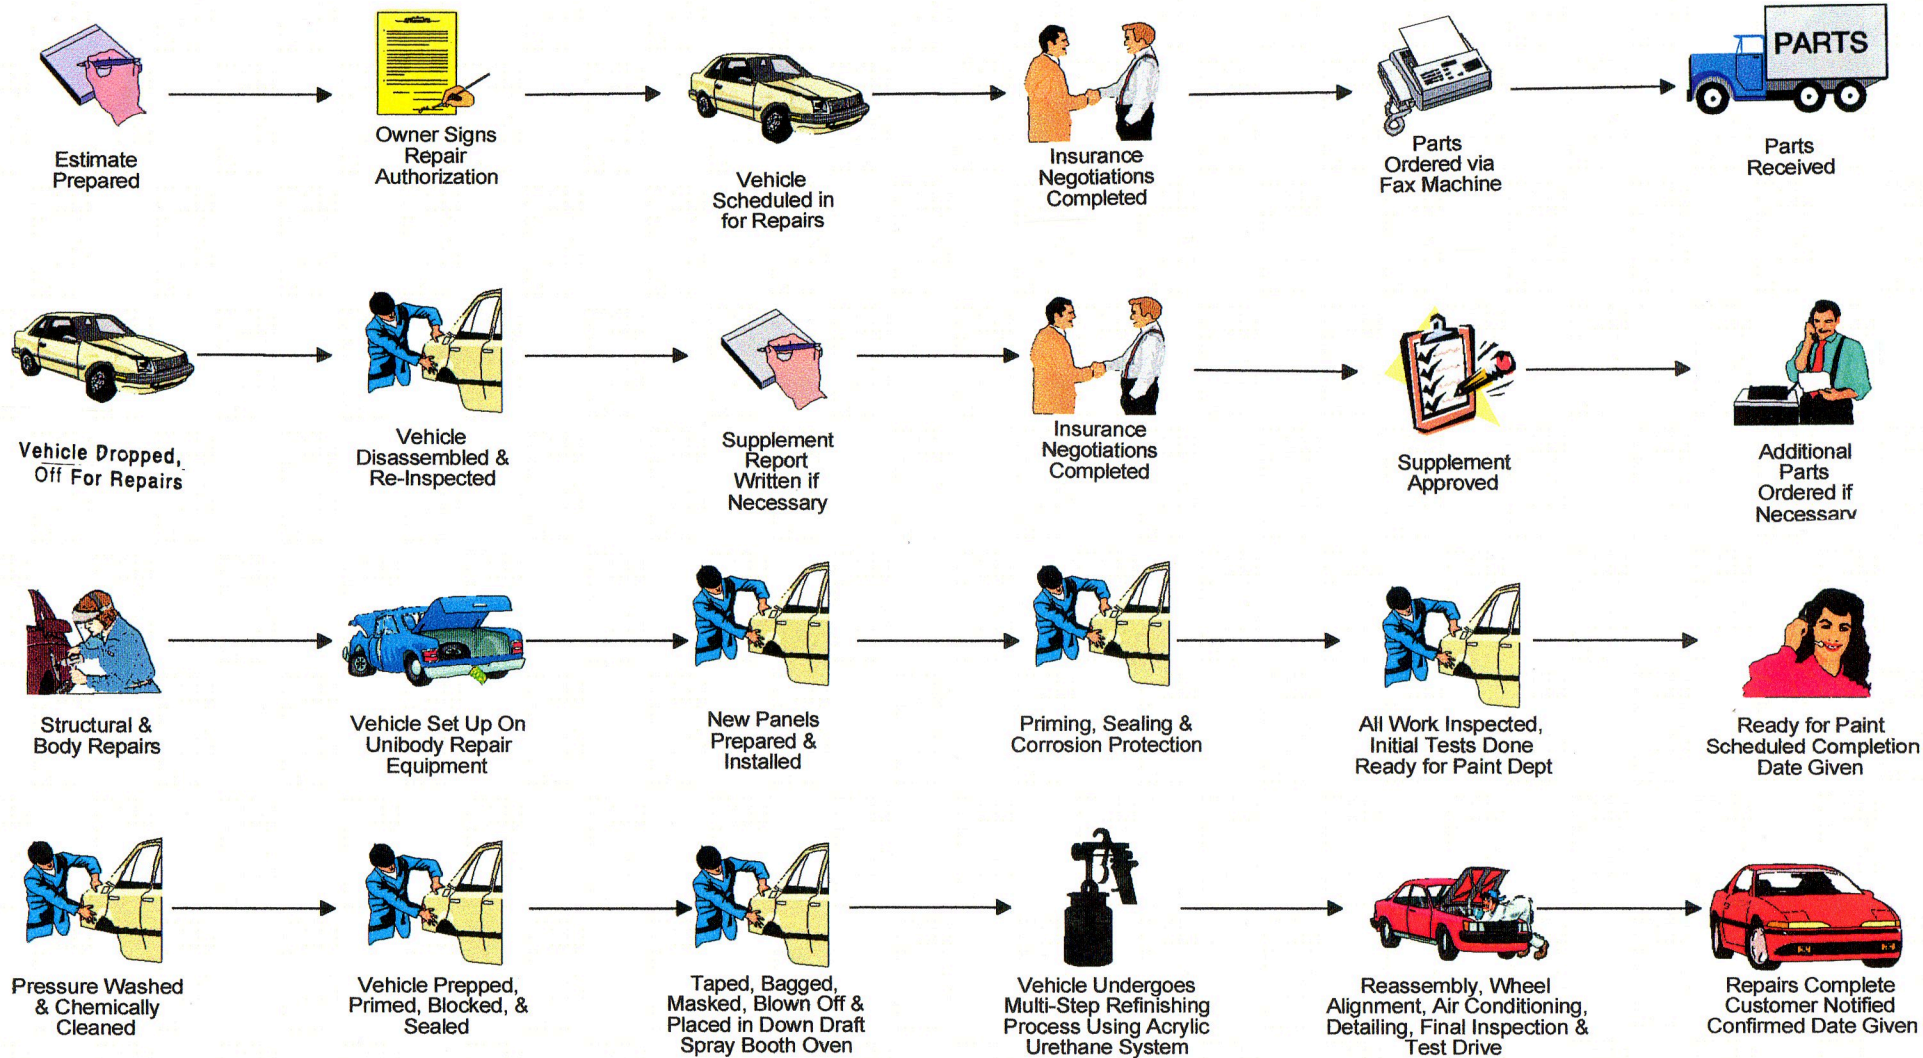 PARTS
Estimate
Prepared
Owner Signs
Repair
Authorization
Vehicle
Scheduled in
for Repairs
Insurance
Negotiations
Completed
Parts
Ordered via
Fax Machine
Parts
Received
Vehicle Dropped,
Off For Repairs
Vehicle
Disassembled &
Re-Inspected
Supplement
Report
Written if
Necessary
Insurance
Negotiations
Completed
Supplement
Approved
Additional
Parts
Ordered if
Necessary
Structural &
Body Repairs
Vehicle Set Up On
Unibody Repair
Equipment
New Panels
Prepared &
Installed
Priming, Sealing &
Corrosion Protection
All Work Inspected,
Initial Tests Done
Ready for Paint Dept
Ready for Paint
Scheduled Completion
Date Given
Pressure Washed
& Chemically
Cleaned
Vehicle Prepped,
Primed, Blocked, &
Sealed
Taped, Bagged,
Masked, Blown Off &
Placed in Down Draft
Spray Booth Oven
Vehicle Undergoes
Multi-Step Refinishing
Process Using Acrylic
Urethane System
Reassembly, Wheel
Alignment, Air Conditioning,
Detailing, Final Inspection &
Test Drive
Repairs Complete
Customer Notified
Confirmed Date Given